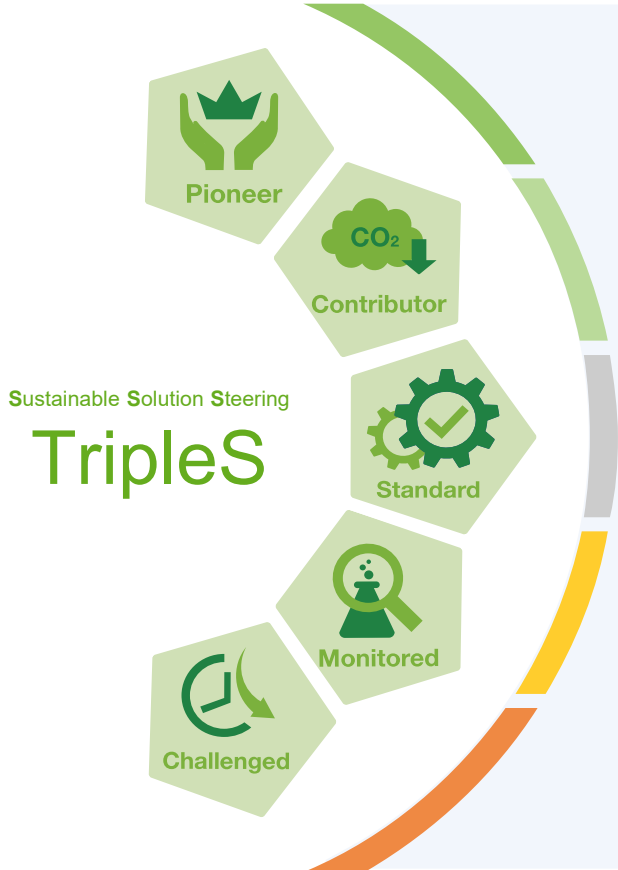 Pioneer
CO₂
Contributor
Sustainable Solution Steering
TripleS
Standard
Monitored
Challenged